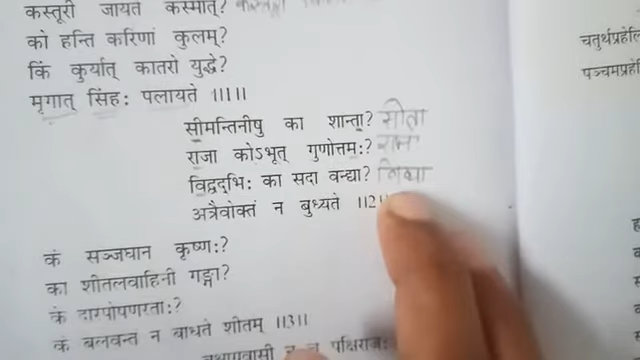 कस्तूरी जायते कस्मात्?
को हन्ति करिणां कुलम्?
किं कुर्यात् कातरो युद्धे?
मृगात् सिंहः पलायते ।।1।।
सीमन्तिनीषु का शान्ता? सीता
राजा कोऽभूत् गुणोत्तमः? राम
विद्वद्भिः का सदा वन्द्या? विद्या
अत्रैवोक्तं न बुध्यते ।।2।।
कं सञ्जघान कृष्णः?
का शीतलवाहिनी गङ्गा?
के दारपोषणरताः?
कं बलवन्तं न बाधते शीतम् ।।3।।
पक्षिराजः
चतुर्थप्रहे
पञ्चमप्रहे